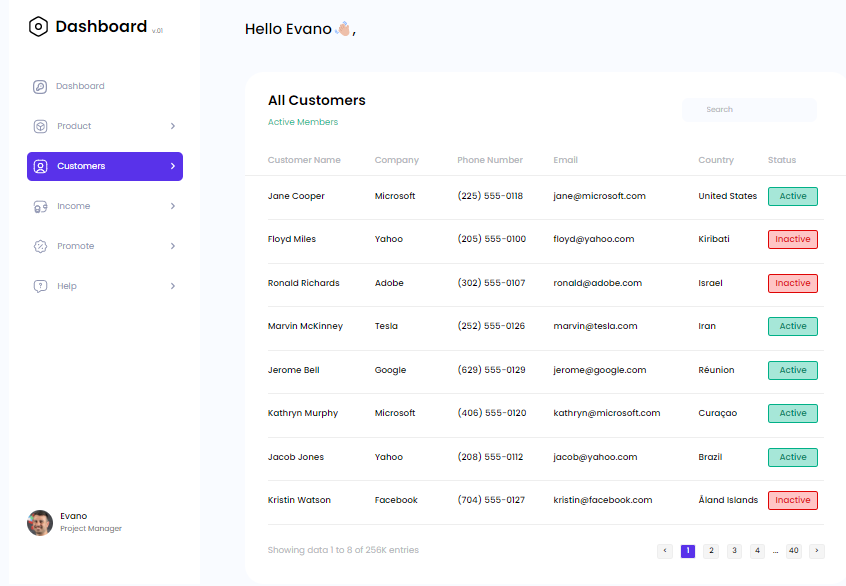 Dashboard v.01
Dashboard
Product
Customers
Income
Promote
Help
Evano
Project Manager
Hello Evano 👋🏼,
All Customers
Active Members
Search
Customer Name Company Phone Number Email Country Status
Jane Cooper Microsoft (225) 555-0118 jane@microsoft.com United States Active
Floyd Miles Yahoo (205) 555-0100 floyd@yahoo.com Kiribati Inactive
Ronald Richards Adobe (302) 555-0107 ronald@adobe.com Israel Inactive
Marvin McKinney Tesla (252) 555-0126 marvin@tesla.com Iran Active
Jerome Bell Google (629) 555-0129 jerome@google.com Réunion Active
Kathryn Murphy Microsoft (406) 555-0120 kathryn@microsoft.com Curaçao Active
Jacob Jones Yahoo (208) 555-0112 jacob@yahoo.com Brazil Active
Kristin Watson Facebook (704) 555-0127 kristin@facebook.com Åland Islands Inactive
Showing data 1 to 8 of 256K entries
< 1 2 3 4 ... 40 >